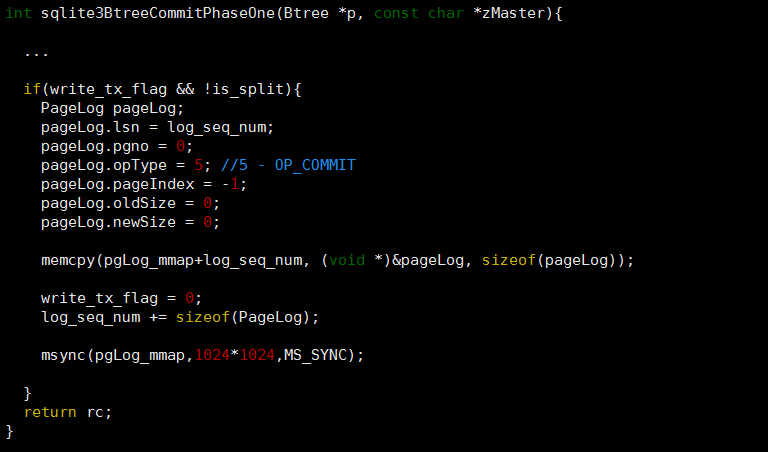 int sqlite3BtreeCommitPhaseOne(Btree *p, const char *zMaster){
...
if(write_tx_flag && !is_split){
PageLog pageLog;
pageLog.lsn = log_seq_num;
pageLog.pgno = 0;
pageLog.opType = 5; //5 - OP_COMMIT
pageLog.pageIndex = -1;
pageLog.oldSize = 0;
pageLog.newSize = 0;
memcpy(pgLog_mmap+log_seq_num, (void *)&pageLog, sizeof(pageLog));
write_tx_flag = 0;
log_seq_num += sizeof(PageLog);
msync(pgLog_mmap,1024*1024,MS_SYNC);
}
return rc;
}